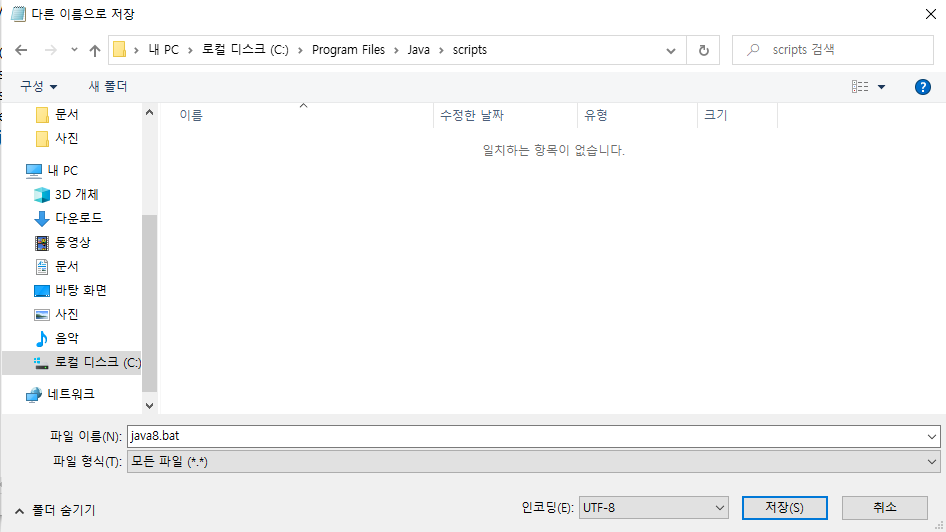 다른 이름으로 저장
내 PC > 로컬 디스크 (C:) > Program Files > Java > scripts
scripts 검색
구성
새 폴더
문서
사진
내 PC
3D 개체
다운로드
동영상
문서
바탕 화면
사진
음악
로컬 디스크 (C:)
네트워크
이름
수정한 날짜
유형
크기
일치하는 항목이 없습니다.
파일 이름(N): java8.bat
파일 형식(T): 모든 파일 (*.*)
폴더 숨기기
인코딩(E): UTF-8
저장(S)
취소